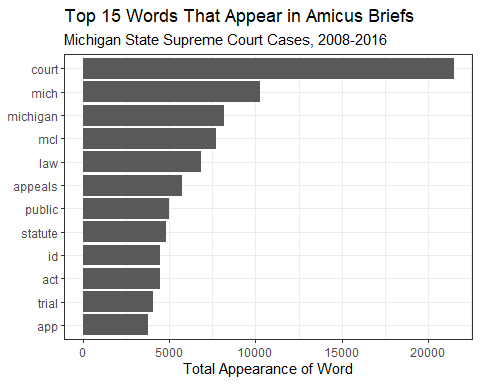 Top 15 Words That Appear in Amicus Briefs
Michigan State Supreme Court Cases, 2008-2016
court
mich
michigan
mcl
law
appeals
public
statute
id
act
trial
app
0 5000 10000 15000 20000
Total Appearance of Word